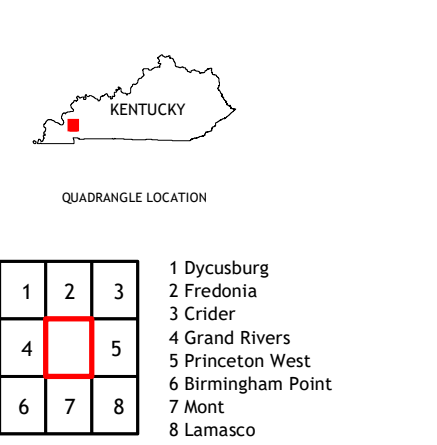 KENTUCKY
QUADRANGLE LOCATION
1 2 3
4 5
6 7 8
1 Dycusburg
2 Fredonia
3 Crider
4 Grand Rivers
5 Princeton West
6 Birmingham Point
7 Mont
8 Lamasco